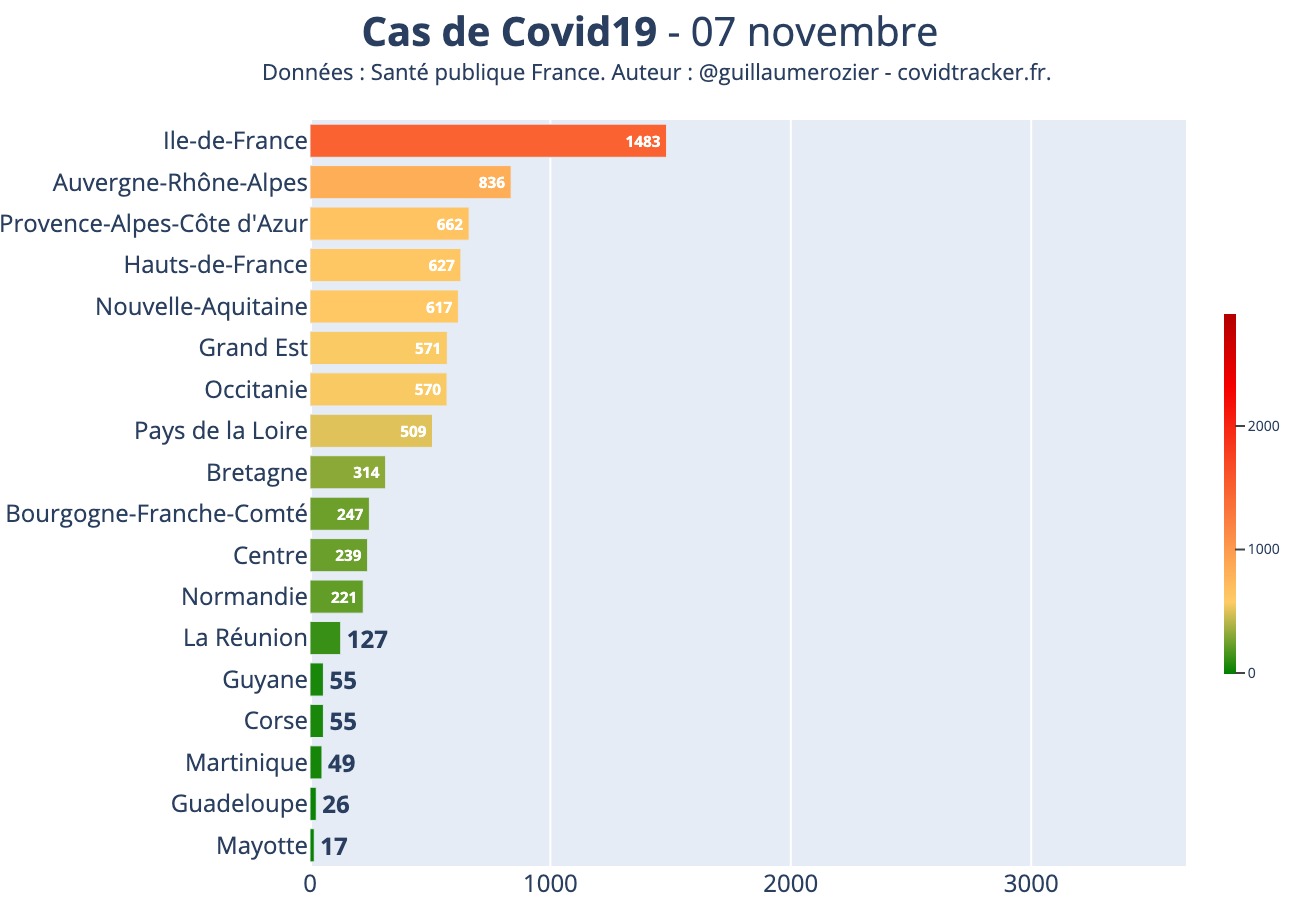 Cas de Covid19 - 07 novembre
Données : Santé publique France. Auteur : @guillaumerozier - covidtracker.fr.
Ile-de-France 1483
Auvergne-Rhône-Alpes 836
Provence-Alpes-Côte d'Azur 662
Hauts-de-France 627
Nouvelle-Aquitaine 617
Grand Est 571
Occitanie 570
Pays de la Loire 509
Bretagne 314
Bourgogne-Franche-Comté 247
Centre 239
Normandie 221
La Réunion 127
Guyane 55
Corse 55
Martinique 49
Guadeloupe 26
Mayotte 17
0 1000 2000 3000
2000
1000
0